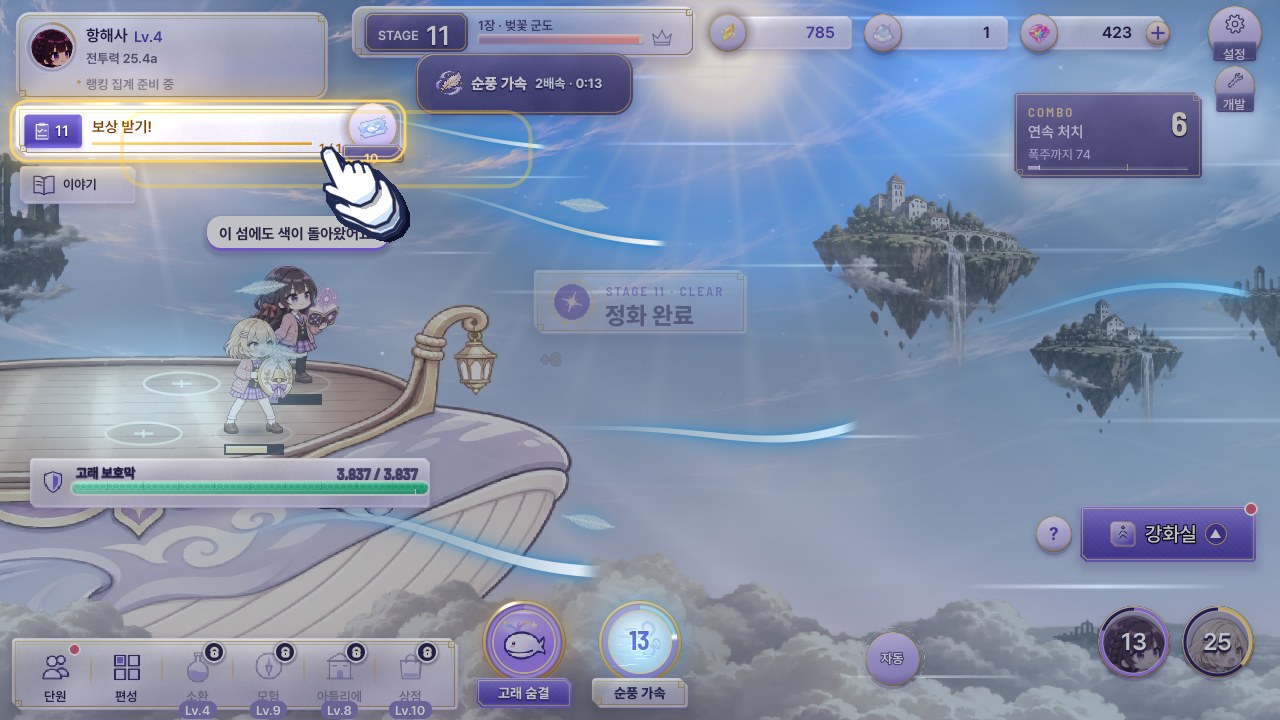 항해사 Lv.4
전투력 25.4a
* 랭킹 집계 준비 중
STAGE 11
1장 · 벚꽃 군도
785
1
423
설정
개발
순풍 가속 2배속 · 0:13
11
보상 받기!
10
이야기
COMBO
연속 처치
6
폭주까지 74
이 섬에도 색이 돌아왔어
STAGE 11 · CLEAR
정화 완료
+6
고래 보호막
3,837 / 3,837
?
강화실
단원
편성
소환
Lv.4
모험
Lv.9
아틀리에
Lv.8
상점
Lv.10
고래 숨결
13
순풍 가속
자동
13
25